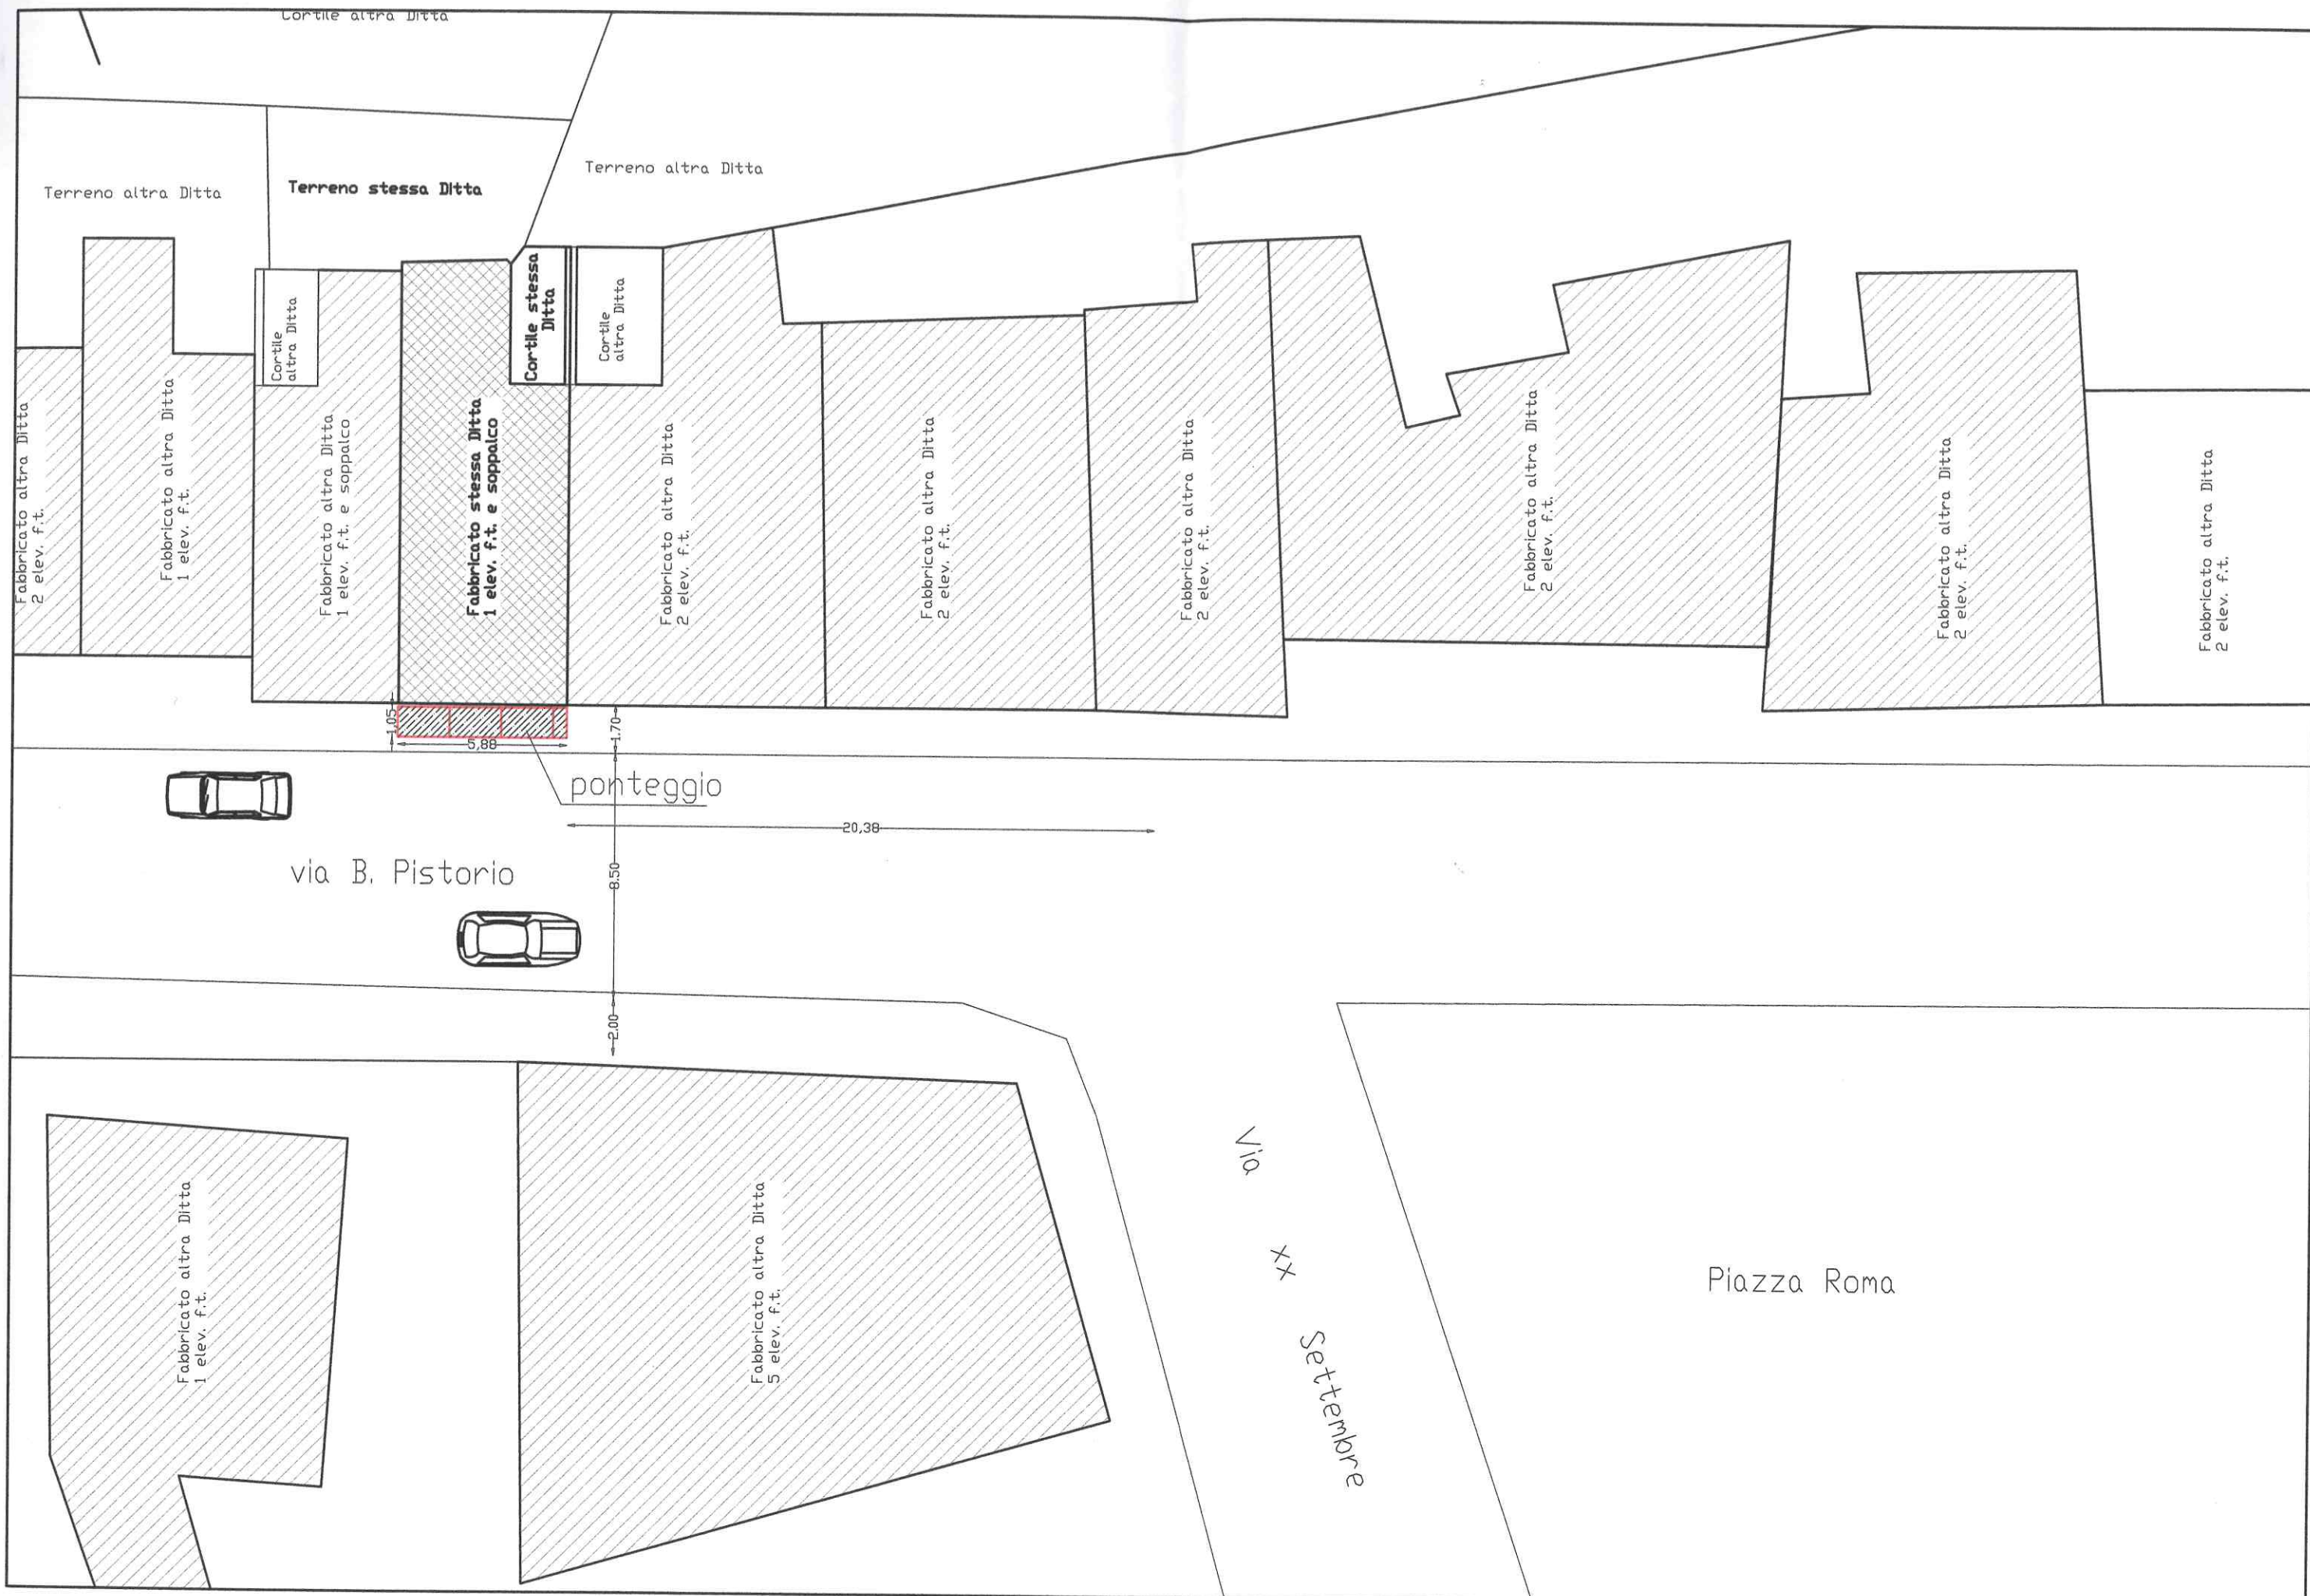 Cortile altra Ditta
Terreno altra Ditta
Terreno stessa Ditta
Terreno altra Ditta
Cortile
altra Ditta
Cortile stessa
Ditta
Cortile
altra Ditta
Fabbricato altra Ditta
2 elev. f.t.
Fabbricato altra Ditta
1 elev. f.t.
Fabbricato altra Ditta
1 elev. f.t. e soppalco
Fabbricato stessa Ditta
1 elev. f.t. e soppalco
Fabbricato altra Ditta
2 elev. f.t.
Fabbricato altra Ditta
2 elev. f.t.
Fabbricato altra Ditta
2 elev. f.t.
Fabbricato altra Ditta
2 elev. f.t.
Fabbricato altra Ditta
2 elev. f.t.
Fabbricato altra Ditta
2 elev. f.t.
1.05
5,88
1.70
ponteggio
20,38
via B. Pistorio
8.50
2.00
Fabbricato altra Ditta
1 elev. f.t.
Fabbricato altra Ditta
5 elev. f.t.
Via xx Settembre
Piazza Roma